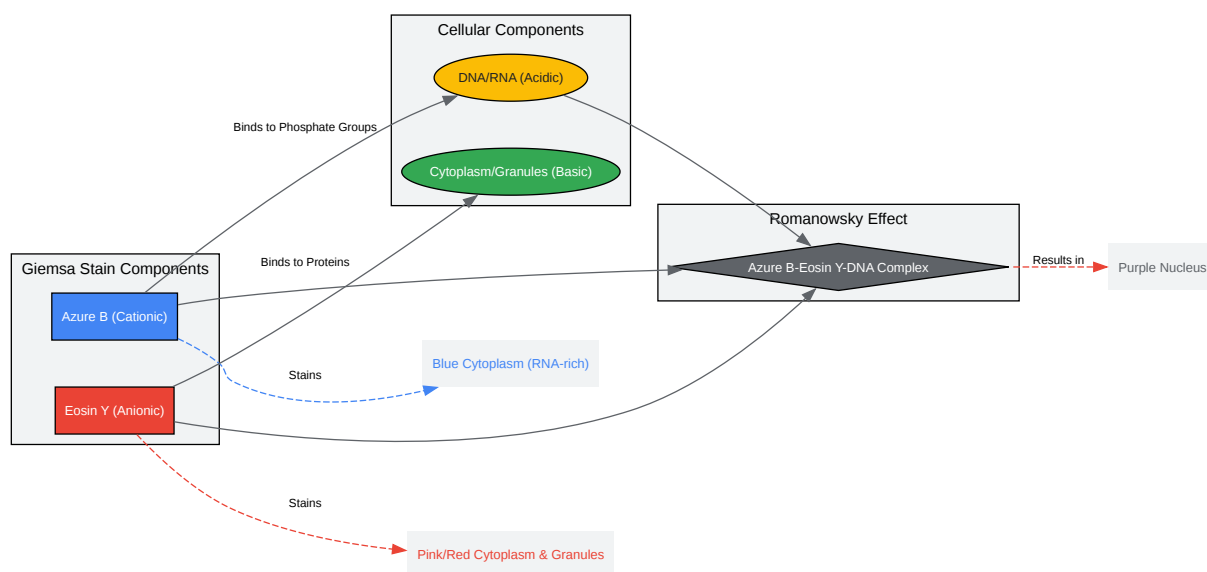 Cellular Components
DNA/RNA (Acidic)
Binds to Phosphate Groups
Cytoplasm/Granules (Basic)
Romanowsky Effect
Giemsa Stain Components
Binds to Proteins
Azure B-Eosin Y-DNA Complex
Results in
Purple Nucleus
Azure B (Cationic)
Blue Cytoplasm (RNA-rich)
Stains
Eosin Y (Anionic)
Stains
Pink/Red Cytoplasm & Granules